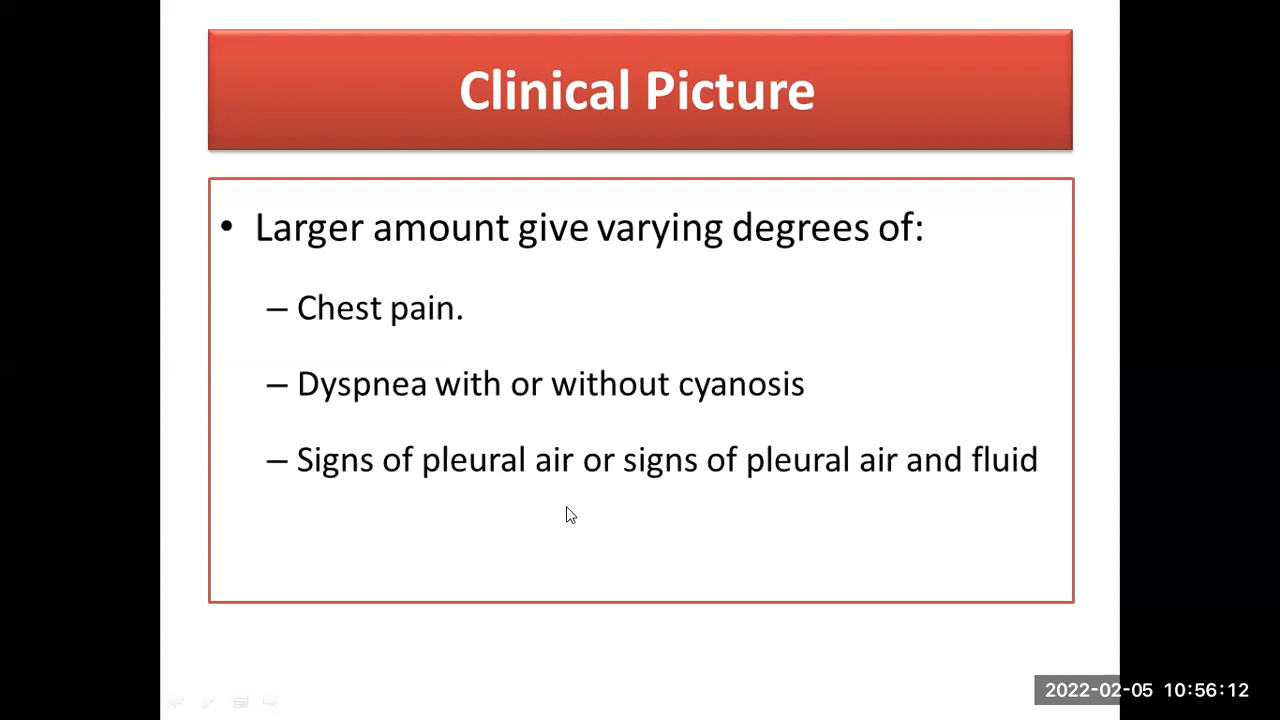 Clinical Picture
• Larger amount give varying degrees of:
– Chest pain.
– Dyspnea with or without cyanosis
– Signs of pleural air or signs of pleural air and fluid
2022-02-05 10:56:12